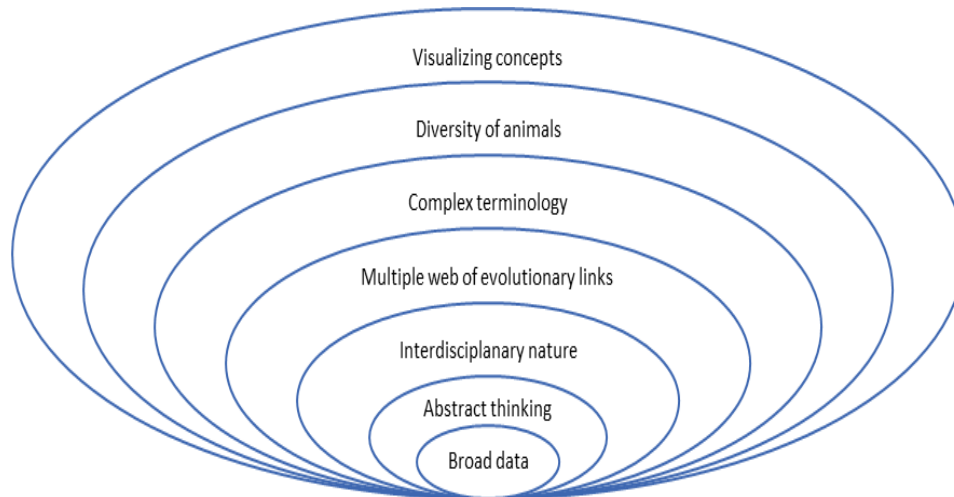 Visualizing concepts
Diversity of animals
Complex terminology
Multiple web of evolutionary links
Interdisciplanary nature
Abstract thinking
Broad data